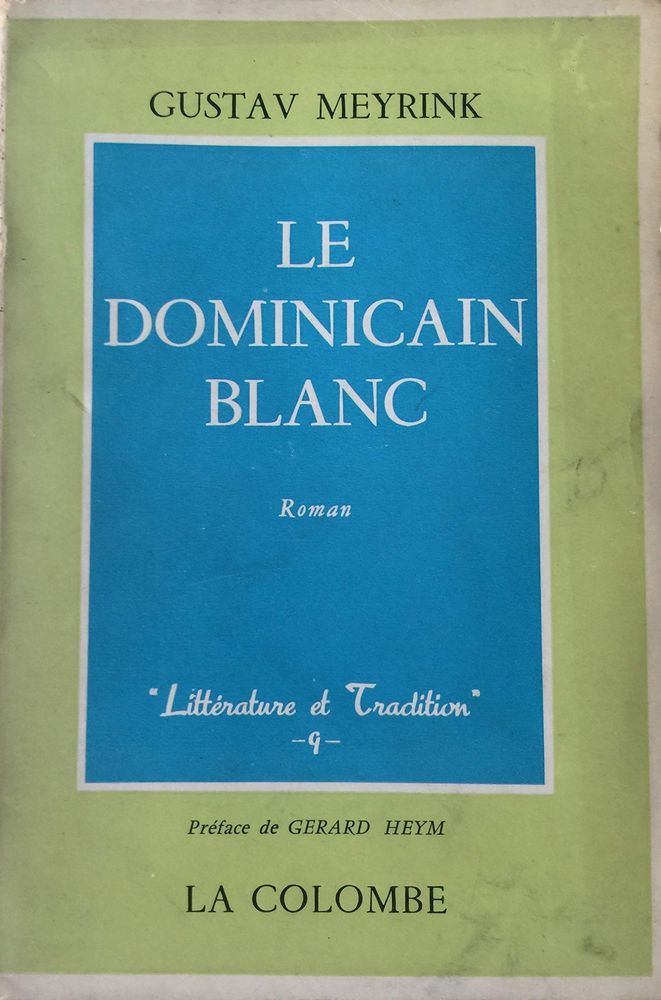 GUSTAV MEYRINK
LE
DOMINICAIN
BLANC
Roman
"Littérature et Tradition"
-9-
Préface de GERARD HEYM
LA COLOMBE